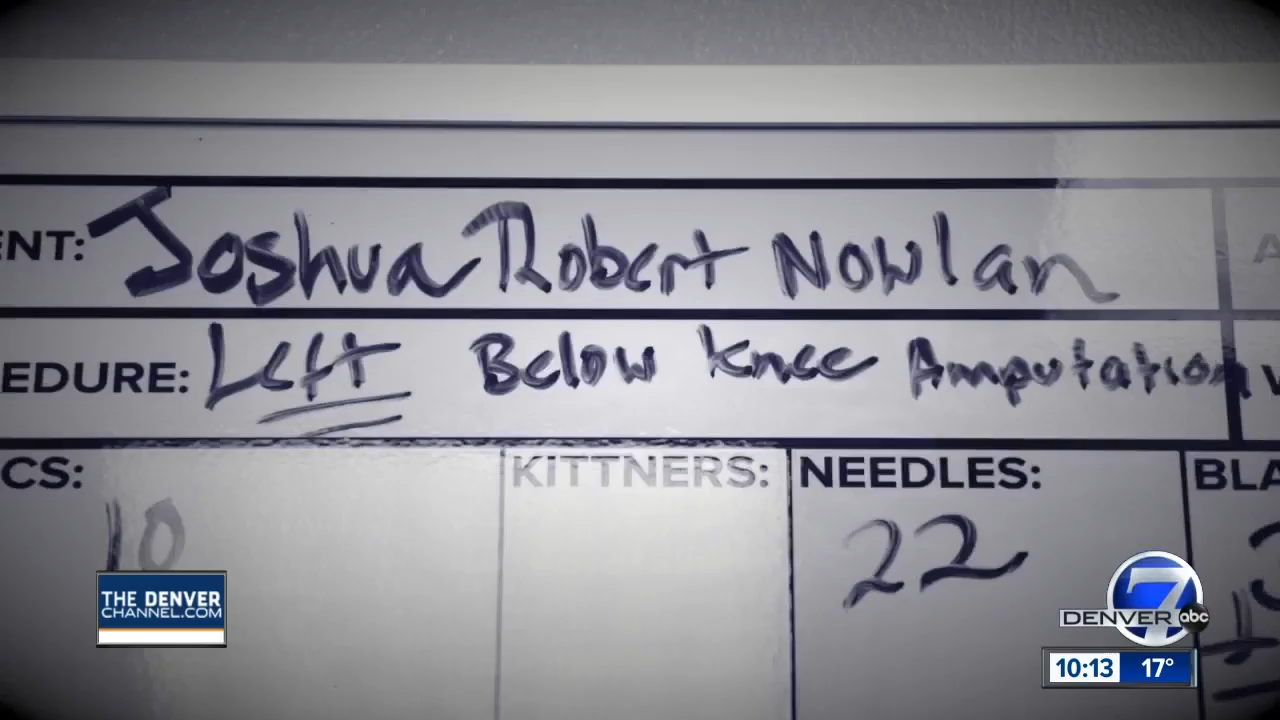 ENT: Joshua Robert Nowlan
EDURE: Left Below Knee Amputation
CS: KITTNERS: NEEDLES: BLA
10 22
THE DENVER
CHANNEL.COM
7
DENVER abc
10:13 17°